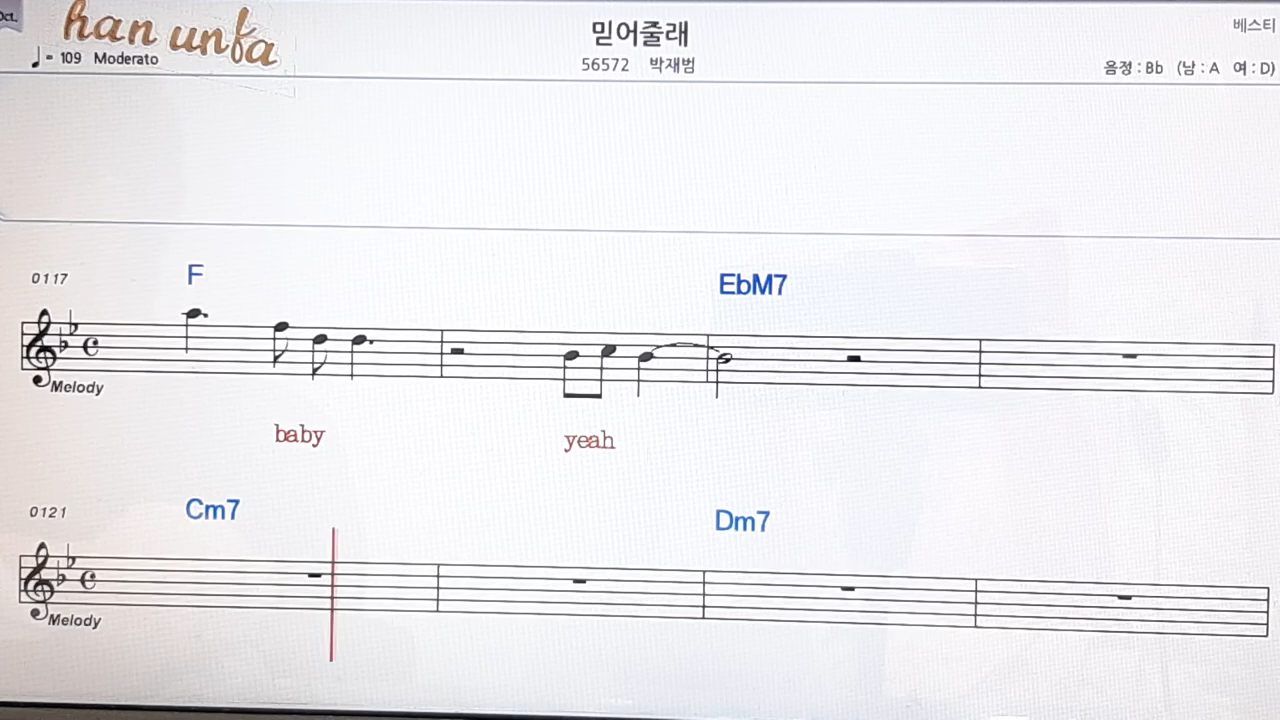 Oct.
han unfa
♩= 109 Moderato
믿어줄래
56572 박재범
베스티
음정 : Bb (남 : A 여 : D)
0117
F
EbM7
Melody
baby yeah
0121
Cm7
Dm7
Melody